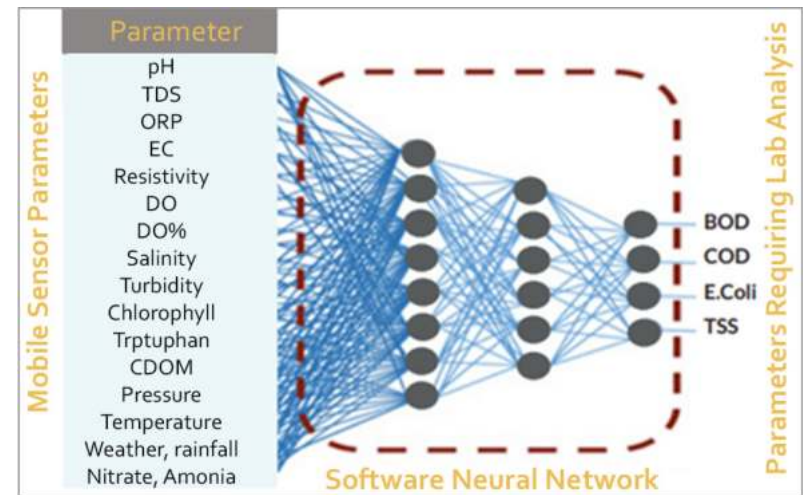 Mobile Sensor Parameters
Parameter
pH
TDS
ORP
EC
Resistivity
DO
DO%
Salinity
Turbidity
Chlorophyll
Trptuphan
CDOM
Pressure
Temperature
Weather, rainfall
Nitrate, Amonia
BOD
COD
E.Coli
TSS
Software Neural Network
Parameters Requiring Lab Analysis